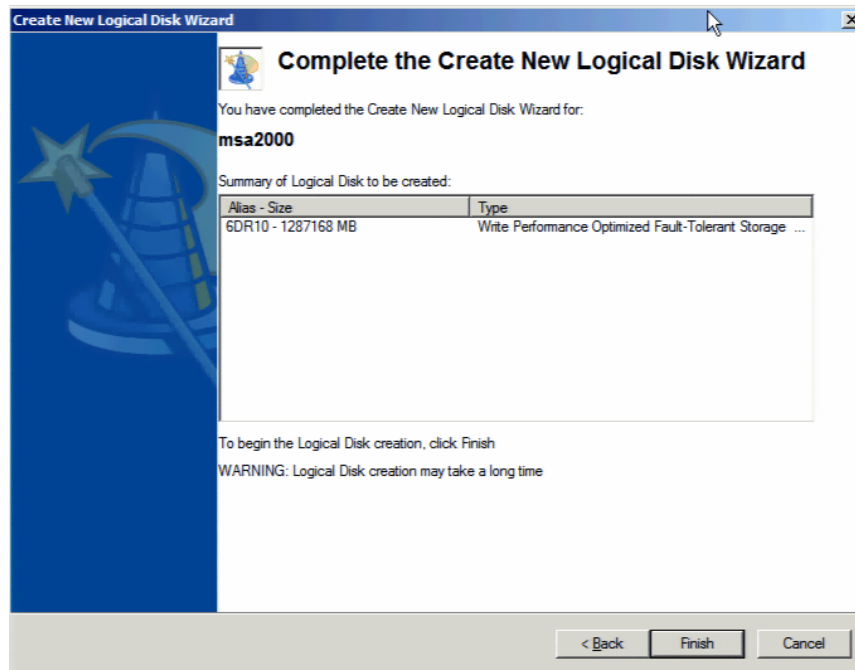 Create New Logical Disk Wizard
Complete the Create New Logical Disk Wizard
You have completed the Create New Logical Disk Wizard for:
msa2000
Summary of Logical Disk to be created:
Alias - Size Type
6DR10 - 1287168 MB Write Performance Optimized Fault-Tolerant Storage ...
To begin the Logical Disk creation, click Finish
WARNING: Logical Disk creation may take a long time
< Back Finish Cancel